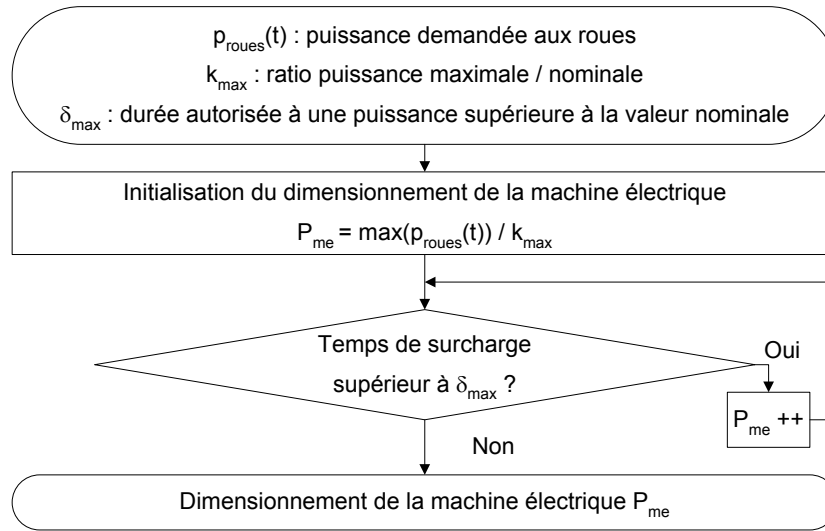 p_roues(t) : puissance demandée aux roues
k_max : ratio puissance maximale / nominale
δ_max : durée autorisée à une puissance supérieure à la valeur nominale
Initialisation du dimensionnement de la machine électrique
P_me = max(p_roues(t)) / k_max
Temps de surcharge
supérieur à δ_max ?
Oui
P_me ++
Non
Dimensionnement de la machine électrique P_me